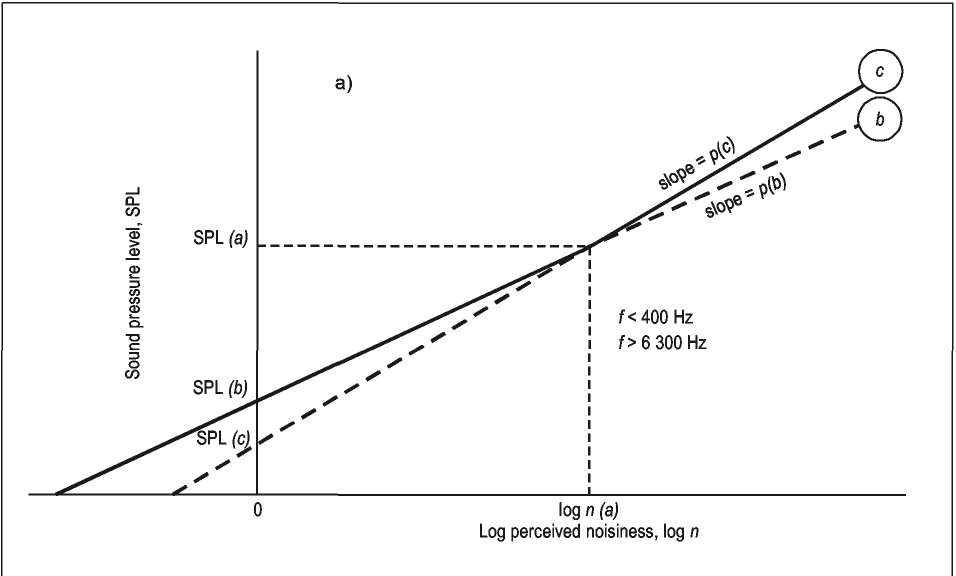 a)
c
b
slope = p(c)
slope = p(b)
Sound pressure level, SPL
SPL (a)
f < 400 Hz
f > 6 300 Hz
SPL (b)
SPL (c)
0
log n (a)
Log perceived noisiness, log n